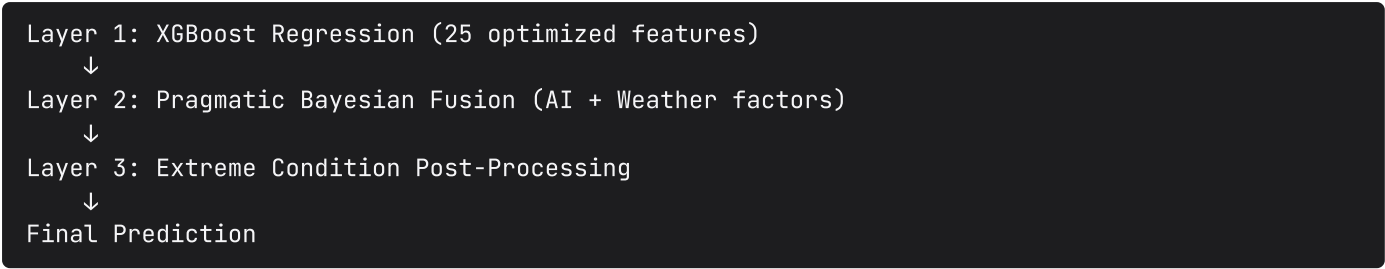 Layer 1: XGBoost Regression (25 optimized features)
↓
Layer 2: Pragmatic Bayesian Fusion (AI + Weather factors)
↓
Layer 3: Extreme Condition Post-Processing
↓
Final Prediction